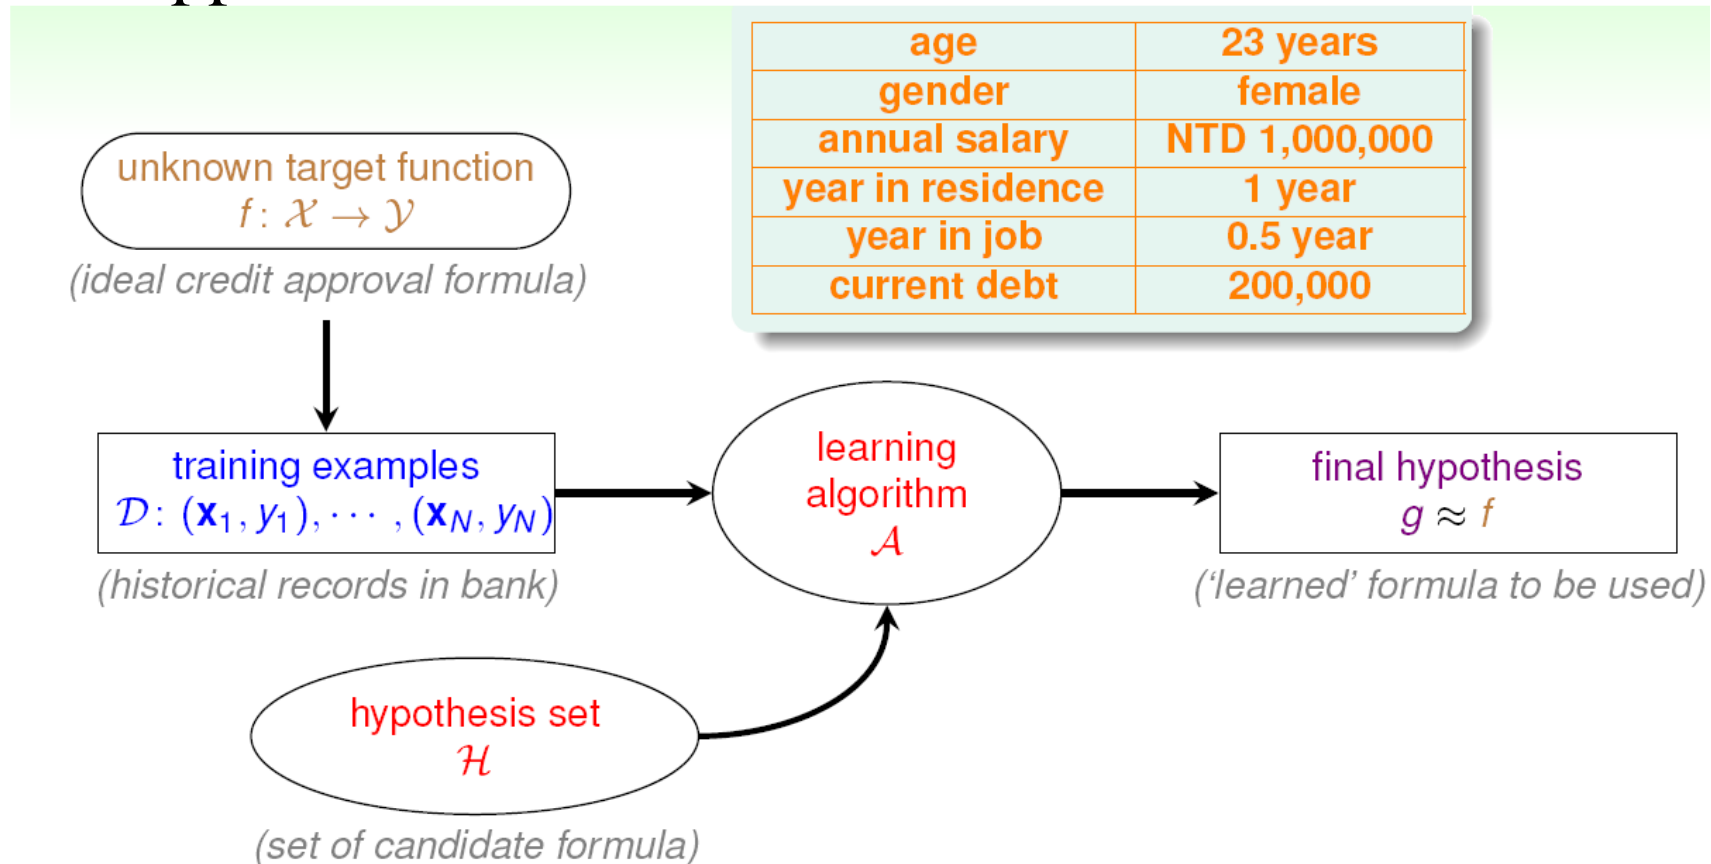 age 23 years
gender female
annual salary NTD 1,000,000
year in residence 1 year
year in job 0.5 year
current debt 200,000
unknown target function
f: 𝒳 → 𝒴
(ideal credit approval formula)
training examples
𝒟: (x₁, y₁), ⋯ , (x_N, y_N)
(historical records in bank)
learning
algorithm
𝒜
final hypothesis
g ≈ f
(‘learned’ formula to be used)
hypothesis set
ℋ
(set of candidate formula)